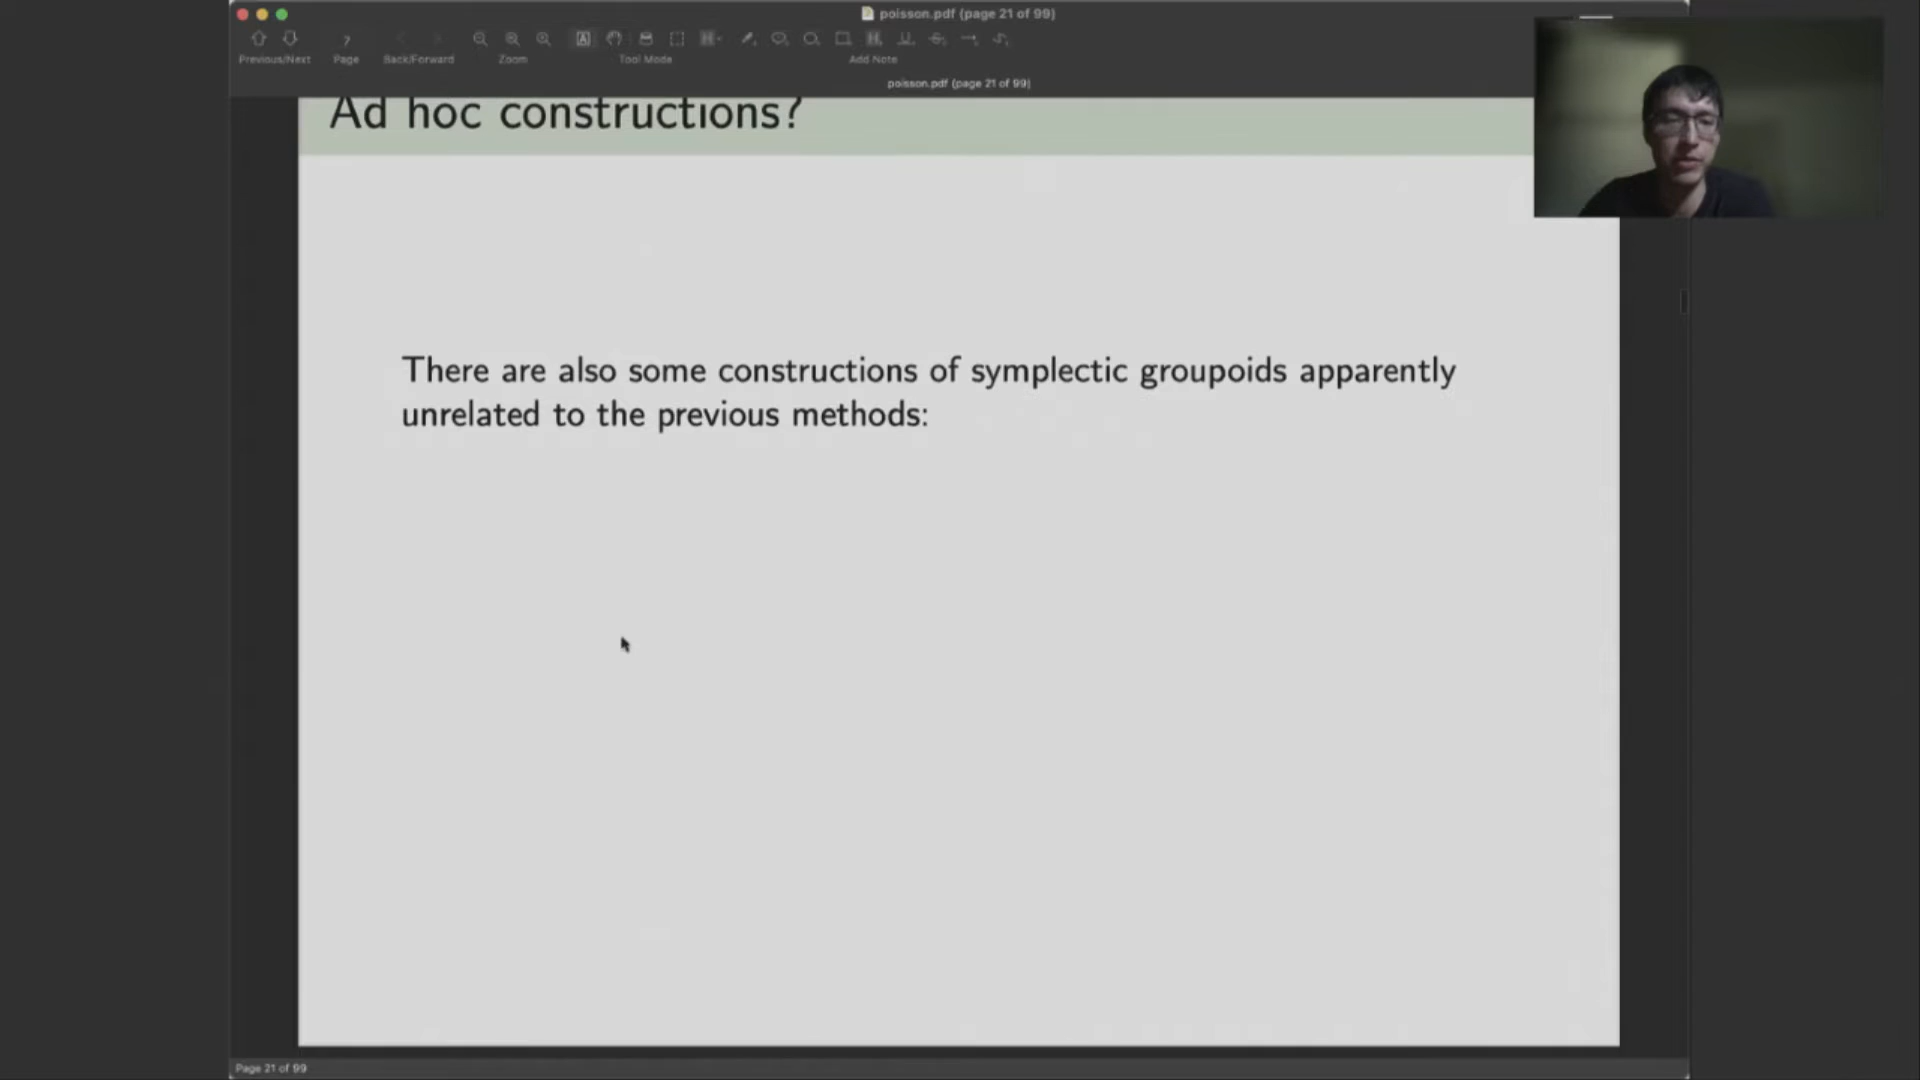 poisson.pdf (page 21 of 99)
Previous/Next
Page
Back/Forward
Zoom
Tool Mode
Add Note
poisson.pdf (page 21 of 99)
Ad hoc constructions?
There are also some constructions of symplectic groupoids apparently
unrelated to the previous methods:
Page 21 of 99